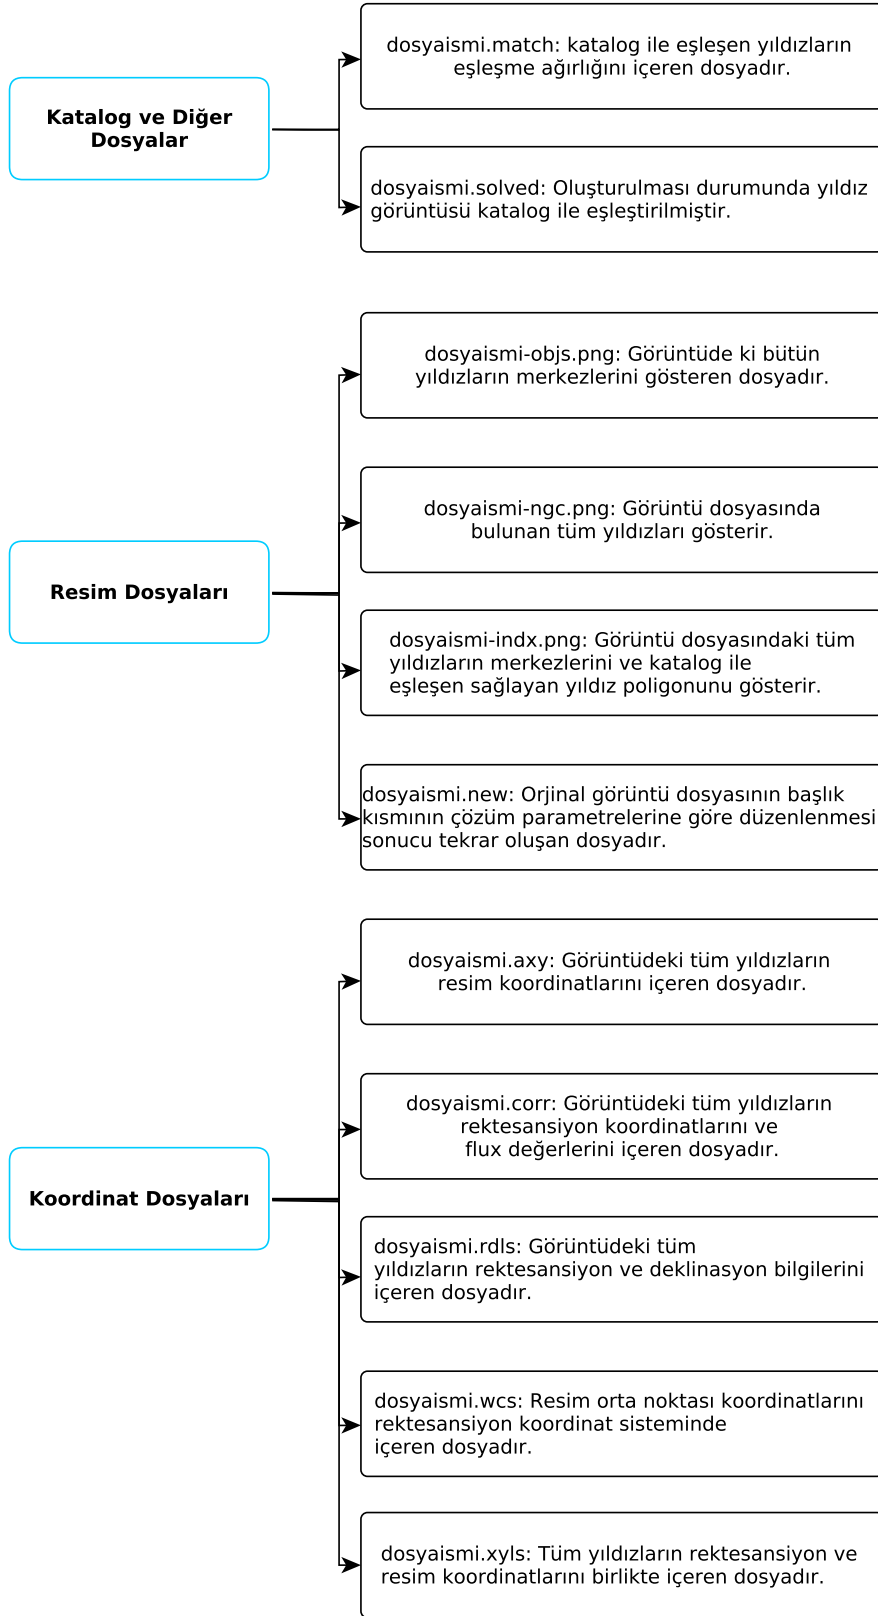 Katalog ve Diğer
Dosyalar
dosyaismi.match: katalog ile eşleşen yıldızların
eşleşme ağırlığını içeren dosyadır.
dosyaismi.solved: Oluşturulması durumunda yıldız
görüntüsü katalog ile eşleştirilmiştir.
Resim Dosyaları
dosyaismi-objs.png: Görüntüde ki bütün
yıldızların merkezlerini gösteren dosyadır.
dosyaismi-ngc.png: Görüntü dosyasında
bulunan tüm yıldızları gösterir.
dosyaismi-indx.png: Görüntü dosyasındaki tüm
yıldızların merkezlerini ve katalog ile
eşleşen sağlayan yıldız poligonunu gösterir.
dosyaismi.new: Orjinal görüntü dosyasının başlık
kısmının çözüm parametrelerine göre düzenlenmesi
sonucu tekrar oluşan dosyadır.
Koordinat Dosyaları
dosyaismi.axy: Görüntüdeki tüm yıldızların
resim koordinatlarını içeren dosyadır.
dosyaismi.corr: Görüntüdeki tüm yıldızların
rektesansiyon koordinatlarını ve
flux değerlerini içeren dosyadır.
dosyaismi.rdls: Görüntüdeki tüm
yıldızların rektesansiyon ve deklinasyon bilgilerini
içeren dosyadır.
dosyaismi.wcs: Resim orta noktası koordinatlarını
rektesansiyon koordinat sisteminde
içeren dosyadır.
dosyaismi.xyls: Tüm yıldızların rektesansiyon ve
resim koordinatlarını birlikte içeren dosyadır.